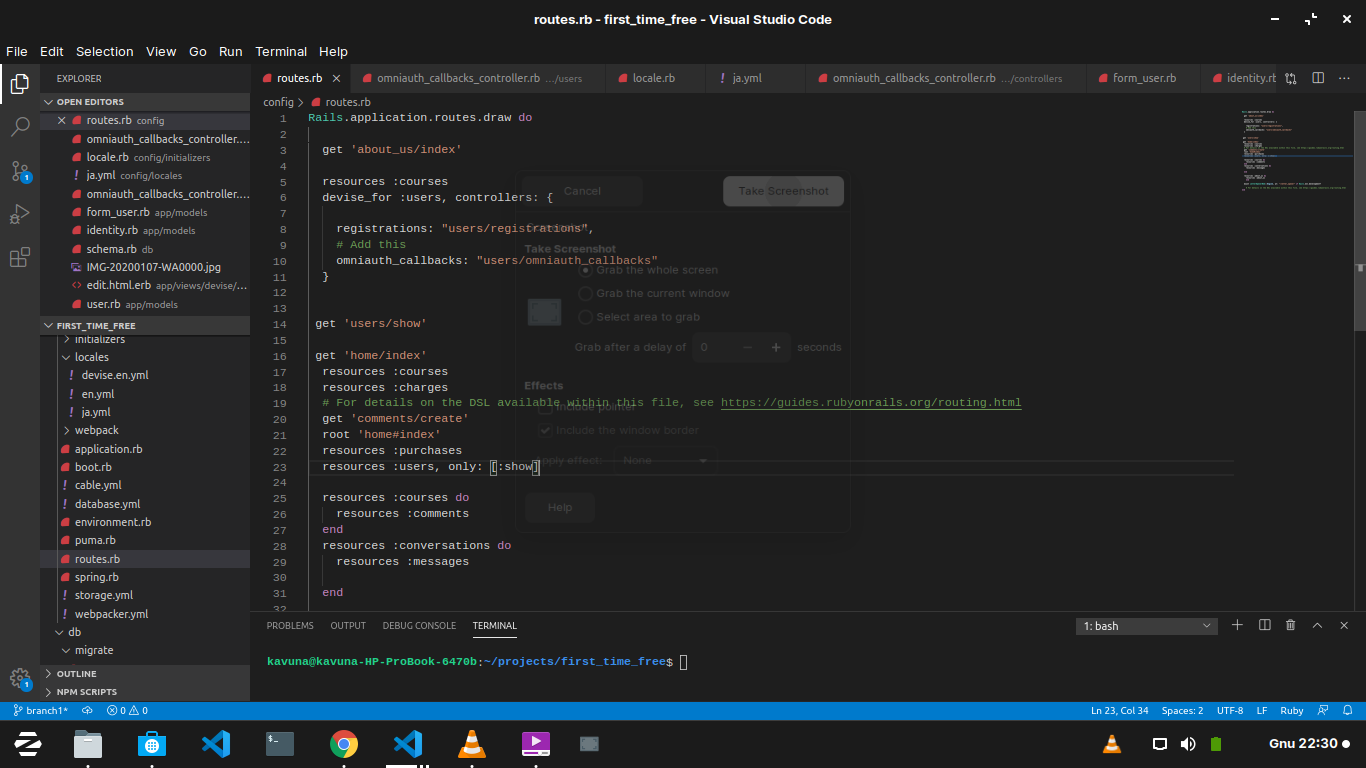 routes.rb - first_time_free - Visual Studio Code
File Edit Selection View Go Run Terminal Help
EXPLORER
routes.rb
omniauth_callbacks_controller.rb .../users
locale.rb
ja.yml
omniauth_callbacks_controller.rb .../controllers
form_user.rb
identity.rb
OPEN EDITORS
routes.rb config
omniauth_callbacks_controller....
locale.rb config/initializers
ja.yml config/locales
omniauth_callbacks_controller....
form_user.rb app/models
identity.rb app/models
schema.rb db
IMG-20200107-WA0000.jpg
edit.html.erb app/views/devise/...
user.rb app/models
FIRST_TIME_FREE
initializers
locales
devise.en.yml
en.yml
ja.yml
webpack
application.rb
boot.rb
cable.yml
database.yml
environment.rb
puma.rb
routes.rb
spring.rb
storage.yml
webpacker.yml
db
migrate
OUTLINE
NPM SCRIPTS
config > routes.rb
1 Rails.application.routes.draw do
2
3 get 'about_us/index'
4
5 resources :courses
6 devise_for :users, controllers: {
7
8 registrations: "users/registrations",
9 # Add this
10 omniauth_callbacks: "users/omniauth_callbacks"
11 }
12
13
14 get 'users/show'
15
16 get 'home/index'
17 resources :courses
18 resources :charges
19 # For details on the DSL available within this file, see https://guides.rubyonrails.org/routing.html
20 get 'comments/create'
21 root 'home#index'
22 resources :purchases
23 resources :users, only: [:show]
24
25 resources :courses do
26 resources :comments
27 end
28 resources :conversations do
29 resources :messages
30
31 end
32
Cancel
Take Screenshot
Screenshot
Take Screenshot
Grab the whole screen
Grab the current window
Select area to grab
Grab after a delay of 0 − + seconds
Effects
Include pointer
Include the window border
Apply effect: None
Help
PROBLEMS OUTPUT DEBUG CONSOLE TERMINAL
1: bash
kavuna@kavuna-HP-ProBook-6470b:~/projects/first_time_free$
branch1* 0 0
Ln 23, Col 34 Spaces: 2 UTF-8 LF Ruby
Gnu 22:30